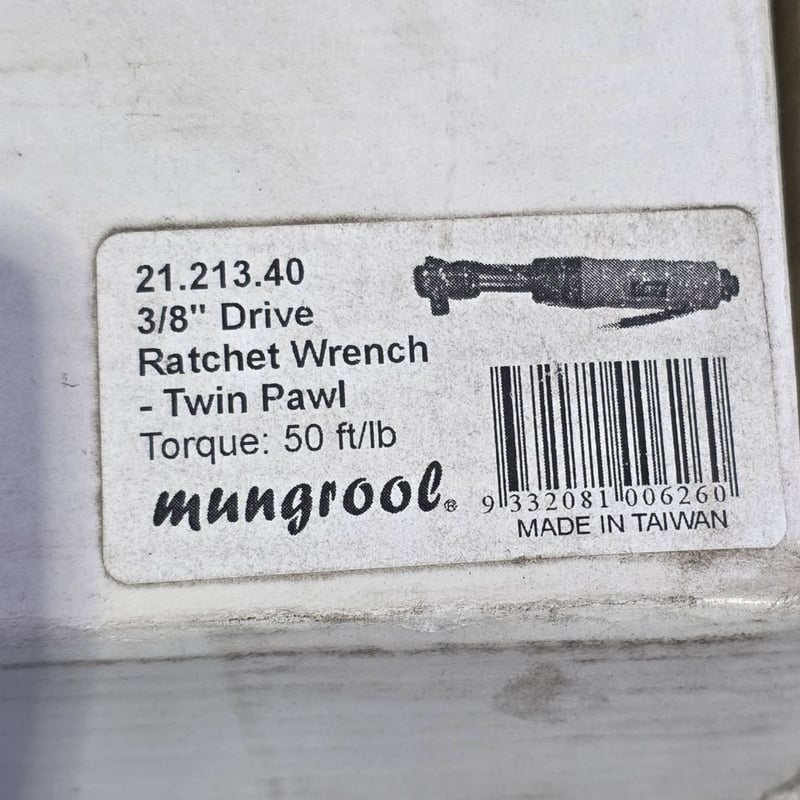 21.213.40
3/8" Drive
Ratchet Wrench
- Twin Pawl
Torque: 50 ft/lb
mungrool®
9 332081 006260
MADE IN TAIWAN